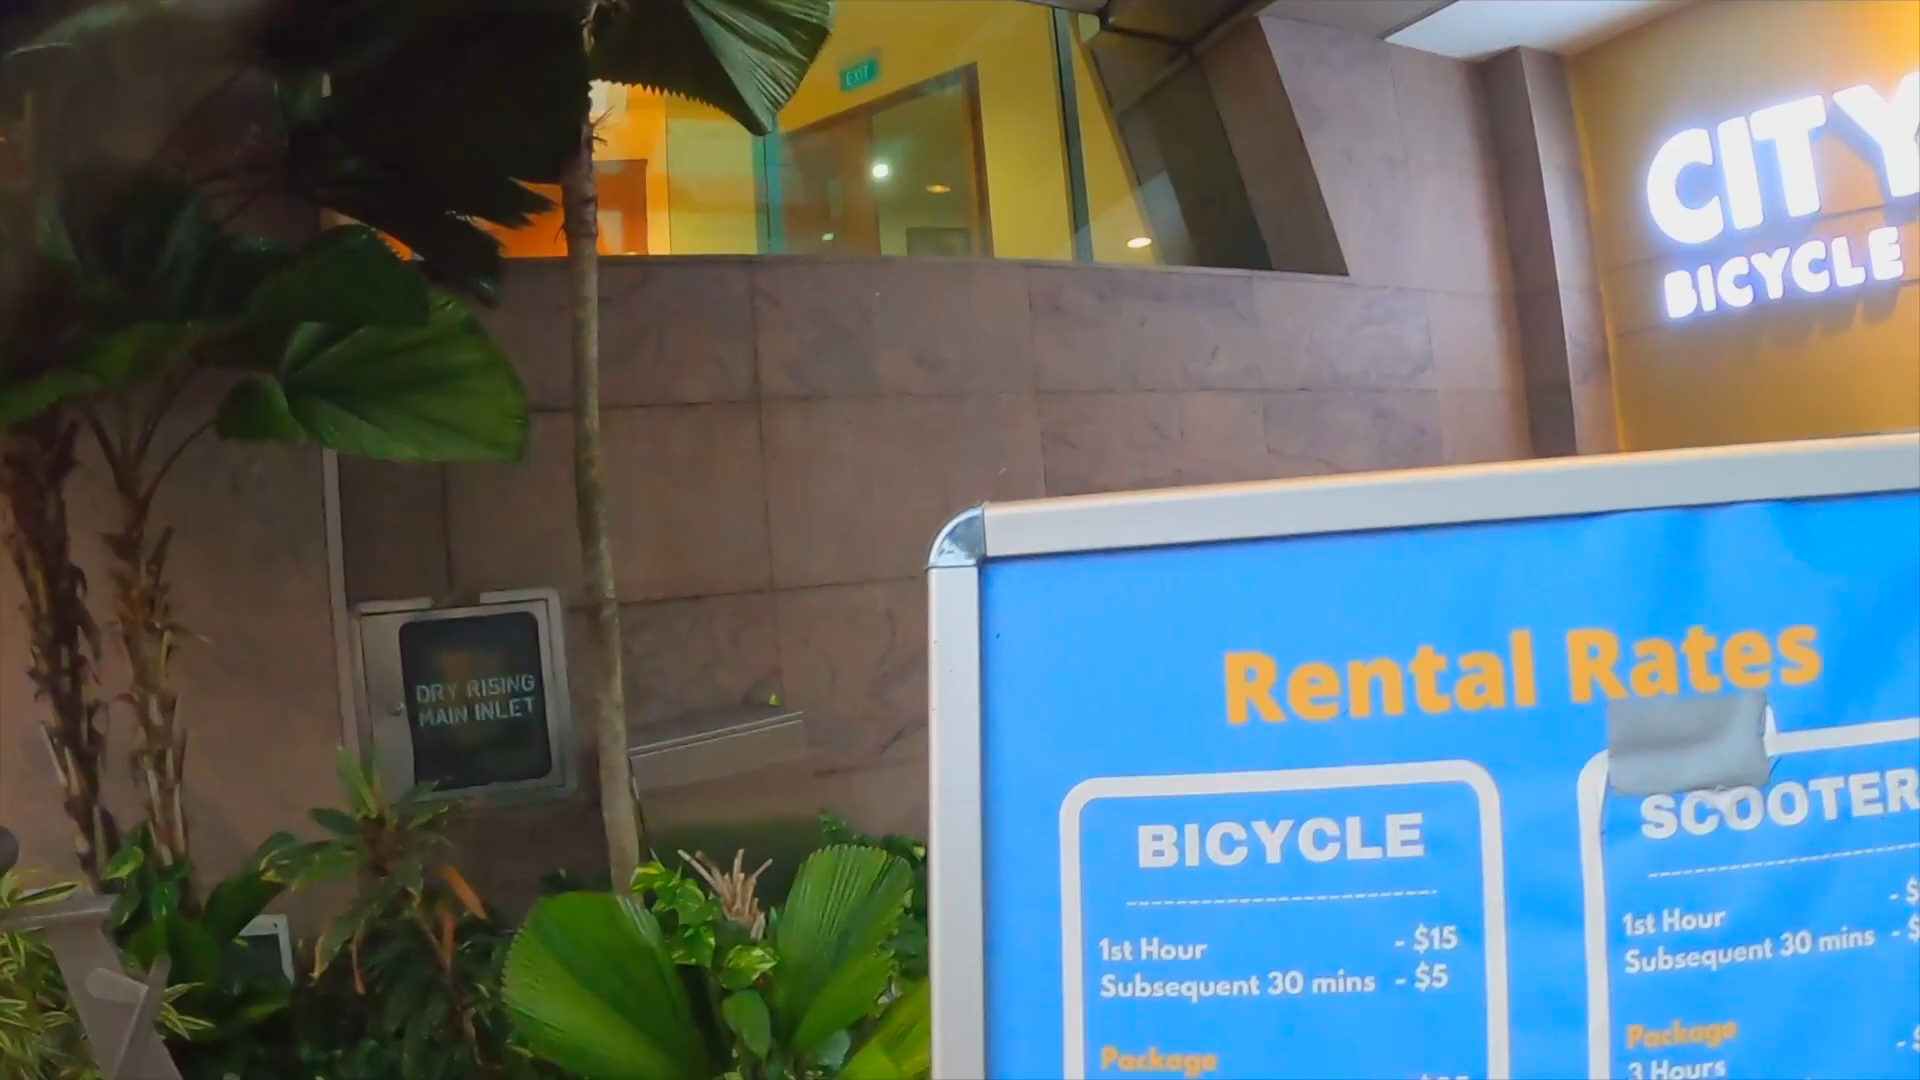 EXIT
CITY
BICYCLE
DRY RISING
MAIN INLET
Rental Rates
BICYCLE
1st Hour - $15
Subsequent 30 mins - $5
Package
SCOOTER
1st Hour - $
Subsequent 30 mins - $
Package
3 Hours - $